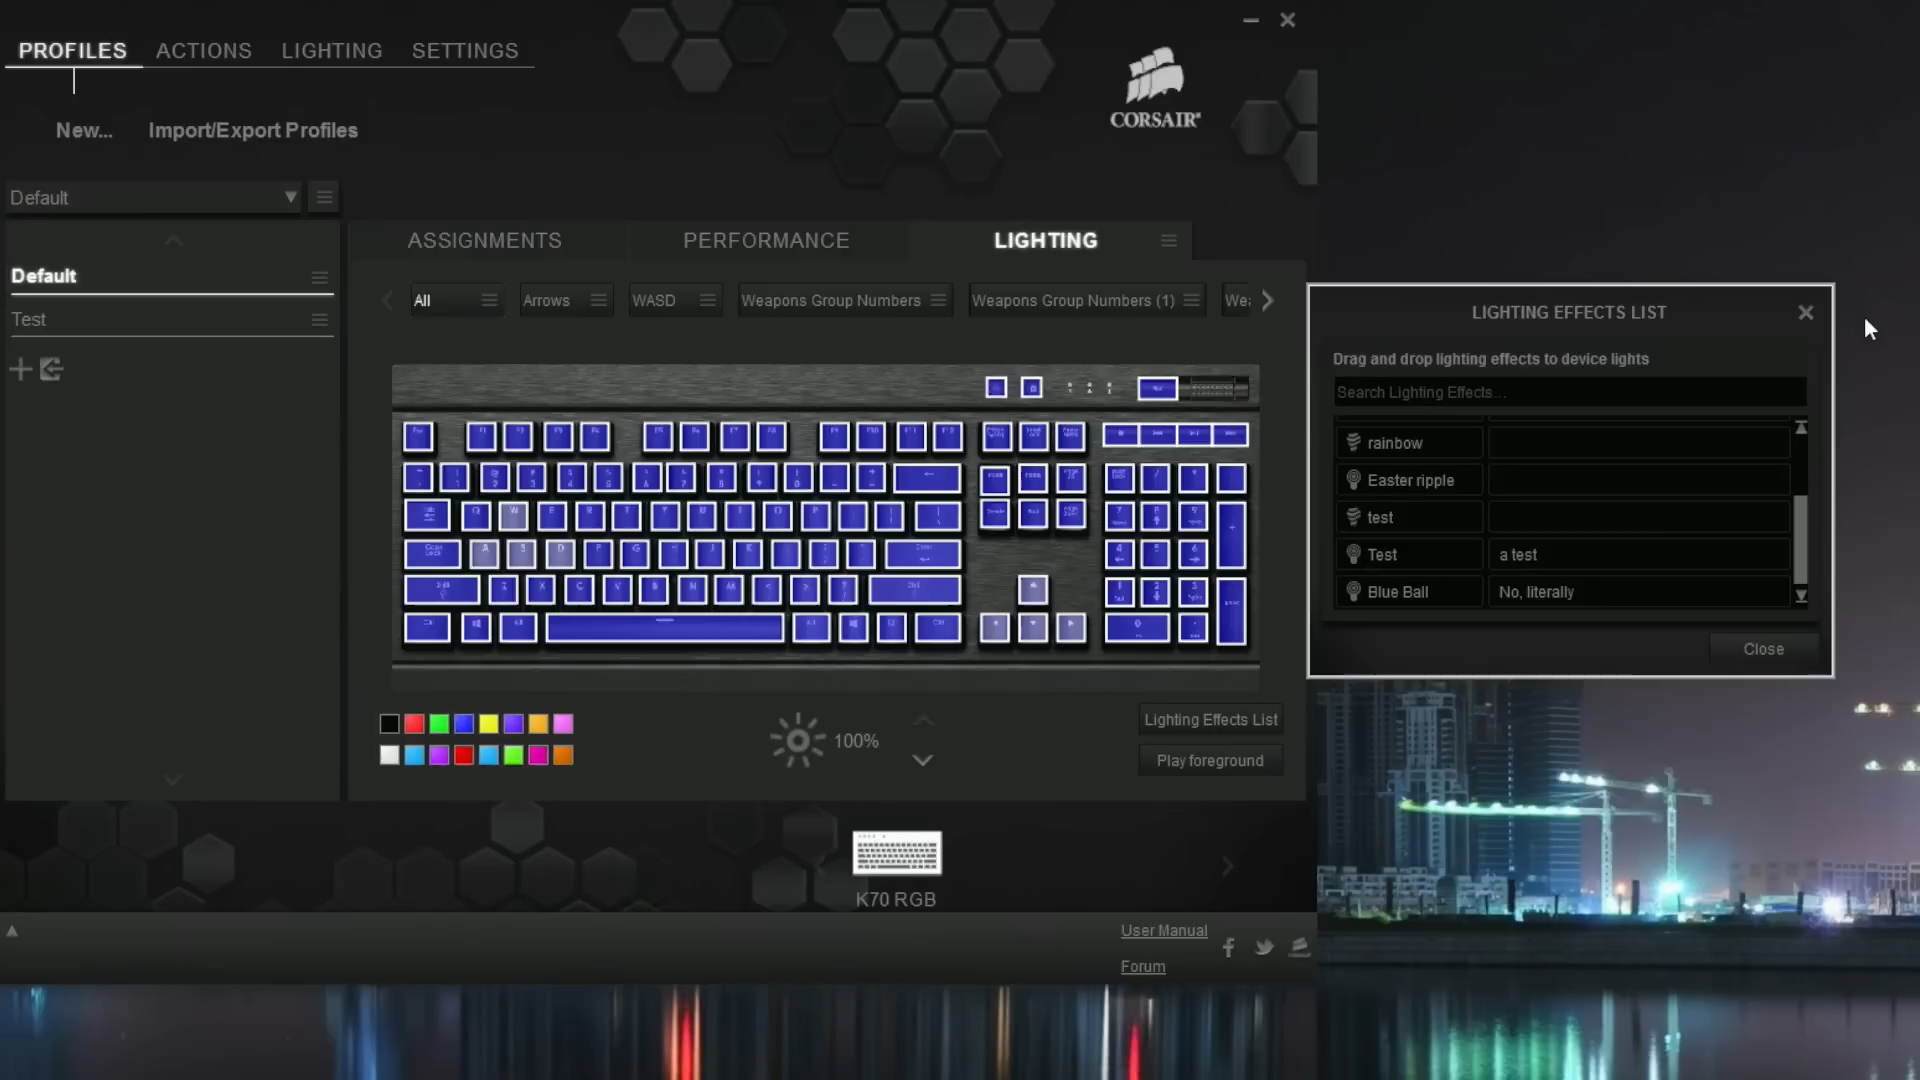 PROFILES ACTIONS LIGHTING SETTINGS
New... Import/Export Profiles
CORSAIR
Default
ASSIGNMENTS PERFORMANCE LIGHTING
Default
Test
All Arrows WASD Weapons Group Numbers Weapons Group Numbers (1) Wea
LIGHTING EFFECTS LIST
Drag and drop lighting effects to device lights
Search Lighting Effects...
rainbow
Easter ripple
test
Test a test
Blue Ball No, literally
Close
100%
Lighting Effects List
Play foreground
K70 RGB
User Manual
Forum